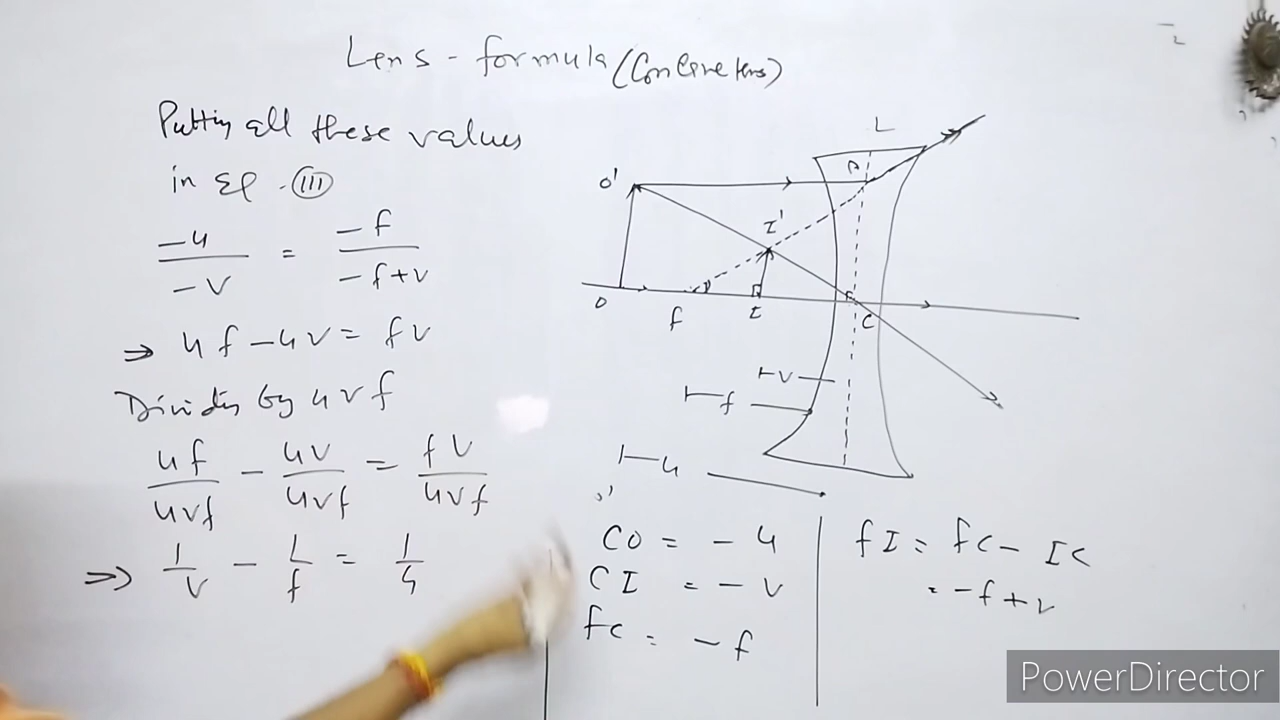 Lens - formula (Concave lens)
Putting all these values
in Eq. (III)
-u / -v = -f / -f+v
⇒ uf - uv = fv
Dividing by uvf
uf/uvf - uv/uvf = fv/uvf
⇒ 1/v - 1/f = 1/u
L
A
O'
I'
O
f
I
C
⊢v
⊢f
⊢u
CO = - u
CI = - v
fc = - f
fI = fc - IC
= -f + v
PowerDirector